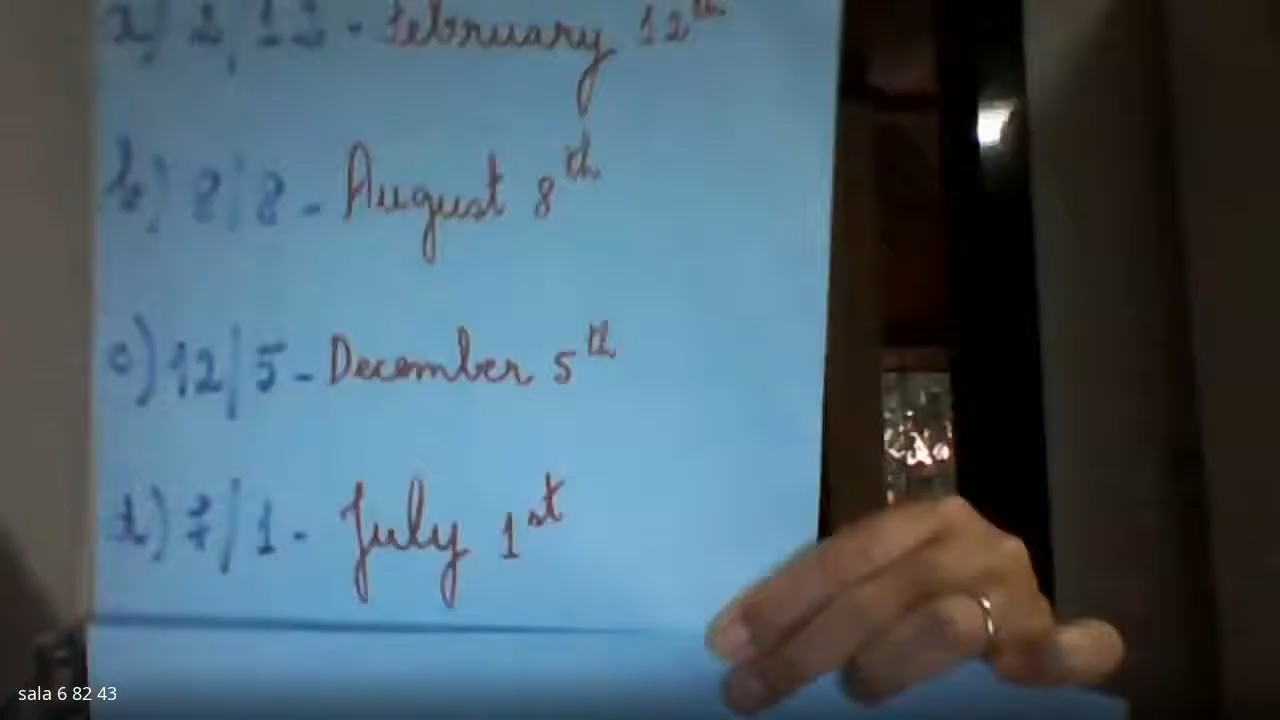 a) 2/12 - February 12th
b) 8/8 - August 8th
c) 12/5 - December 5th
d) 7/1 - July 1st
sala 6 82 43